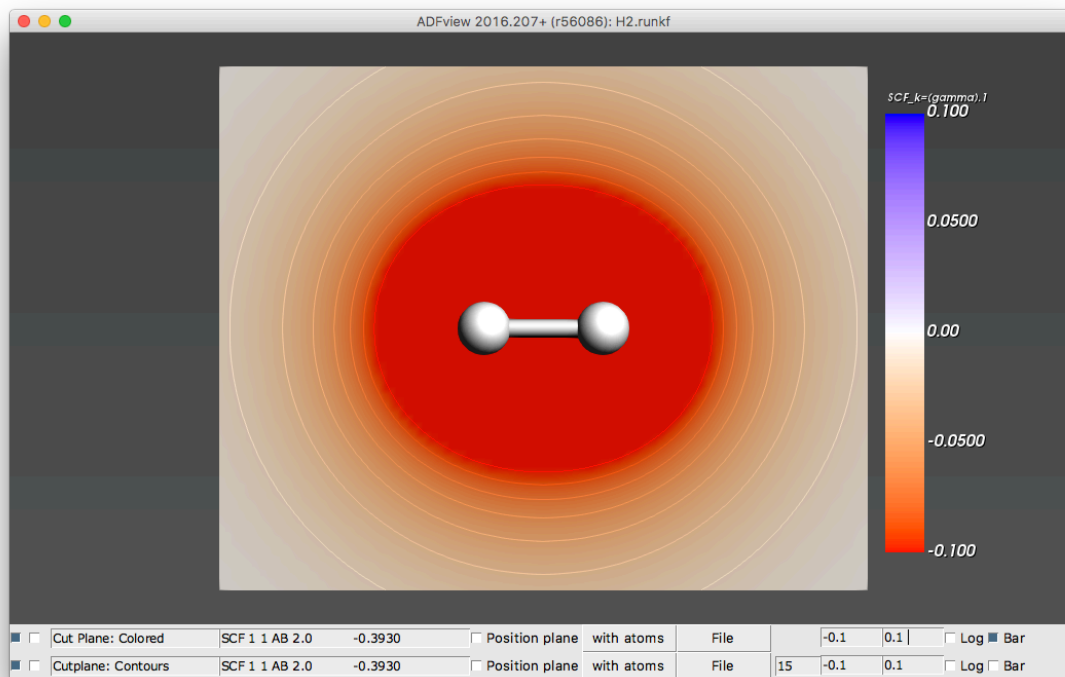 ADFview 2016.207+ (r56086): H2.runkf
SCF_k=(gamma).1
0.100
0.0500
0.00
-0.0500
-0.100
Cut Plane: Colored SCF 1 1 AB 2.0 -0.3930 Position plane with atoms File -0.1 0.1 Log Bar
Cutplane: Contours SCF 1 1 AB 2.0 -0.3930 Position plane with atoms File 15 -0.1 0.1 Log Bar